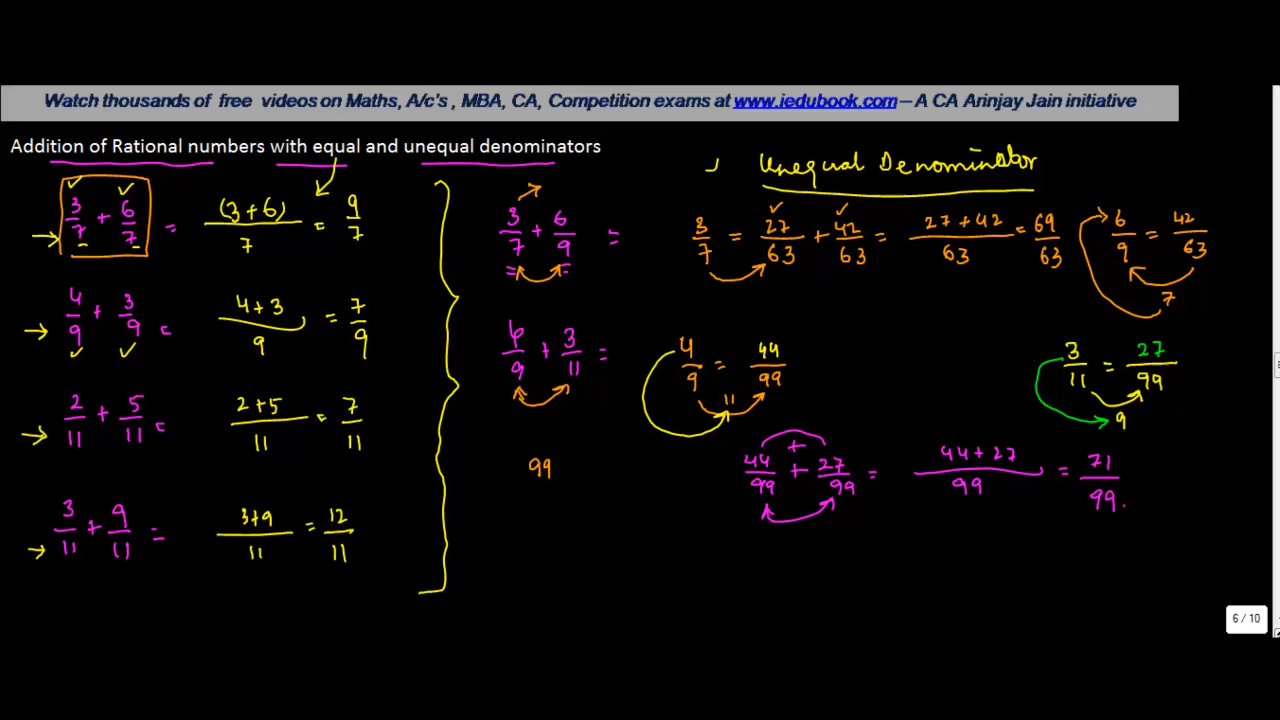 Watch thousands of free videos on Maths, A/c's , MBA, CA, Competition exams at www.iedubook.com – A CA Arinjay Jain initiative
Addition of Rational numbers with equal and unequal denominators
3/7 + 6/7 = (3+6)/7 = 9/7
4/9 + 3/9 = 4+3/9 = 7/9
2/11 + 5/11 = 2+5/11 = 7/11
3/11 + 9/11 = 3+9/11 = 12/11
Unequal Denominator
3/7 + 6/9 =
3/7 = 27/63 + 42/63 = 27+42/63 = 69/63
6/9 = 42/63
7
4/9 + 3/11 =
4/9 = 44/99
11
3/11 = 27/99
9
99
44/99 + 27/99 = 44+27/99 = 71/99
+
6 / 10